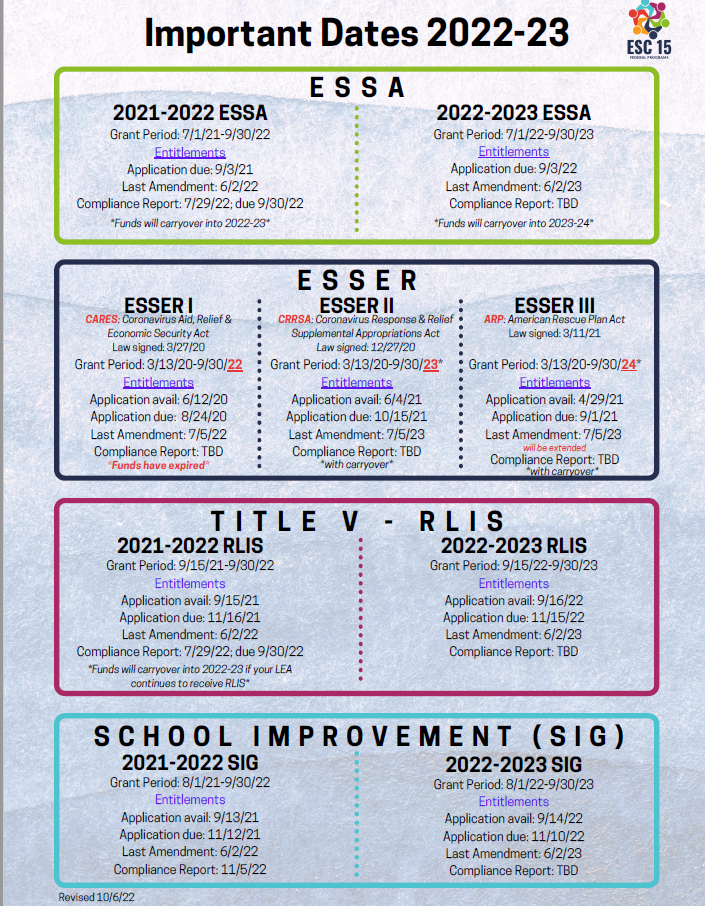 Important Dates 2022-23
ESC 15
FEDERAL PROGRAMS
ESSA
2021-2022 ESSA
Grant Period: 7/1/21-9/30/22
Entitlements
Application due: 9/3/21
Last Amendment: 6/2/22
Compliance Report: 7/29/22; due 9/30/22
*Funds will carryover into 2022-23*
2022-2023 ESSA
Grant Period: 7/1/22-9/30/23
Entitlements
Application due: 9/3/22
Last Amendment: 6/2/23
Compliance Report: TBD
*Funds will carryover into 2023-24*
ESSER
ESSER I
CARES: Coronavirus Aid, Relief &
Economic Security Act
Law signed: 3/27/20
Grant Period: 3/13/20-9/30/22
Entitlements
Application avail: 6/12/20
Application due: 8/24/20
Last Amendment: 7/5/22
Compliance Report: TBD
*Funds have expired*
ESSER II
CRRSA: Coronavirus Response & Relief
Supplemental Appropriations Act
Law signed: 12/27/20
Grant Period: 3/13/20-9/30/23*
Entitlements
Application avail: 6/4/21
Application due: 10/15/21
Last Amendment: 7/5/23
Compliance Report: TBD
*with carryover*
ESSER III
ARP: American Rescue Plan Act
Law signed: 3/11/21
Grant Period: 3/13/20-9/30/24*
Entitlements
Application avail: 4/29/21
Application due: 9/1/21
Last Amendment: 7/5/23
will be extended
Compliance Report: TBD
*with carryover*
TITLE V - RLIS
2021-2022 RLIS
Grant Period: 9/15/21-9/30/22
Entitlements
Application avail: 9/15/21
Application due: 11/16/21
Last Amendment: 6/2/22
Compliance Report: 7/29/22; due 9/30/22
*Funds will carryover into 2022-23 if your LEA
continues to receive RLIS*
2022-2023 RLIS
Grant Period: 9/15/22-9/30/23
Entitlements
Application avail: 9/16/22
Application due: 11/15/22
Last Amendment: 6/2/23
Compliance Report: TBD
SCHOOL IMPROVEMENT (SIG)
2021-2022 SIG
Grant Period: 8/1/21-9/30/22
Entitlements
Application avail: 9/13/21
Application due: 11/12/21
Last Amendment: 6/2/22
Compliance Report: 11/5/22
2022-2023 SIG
Grant Period: 8/1/22-9/30/23
Entitlements
Application avail: 9/14/22
Application due: 11/10/22
Last Amendment: 6/2/23
Compliance Report: TBD
Revised 10/6/22